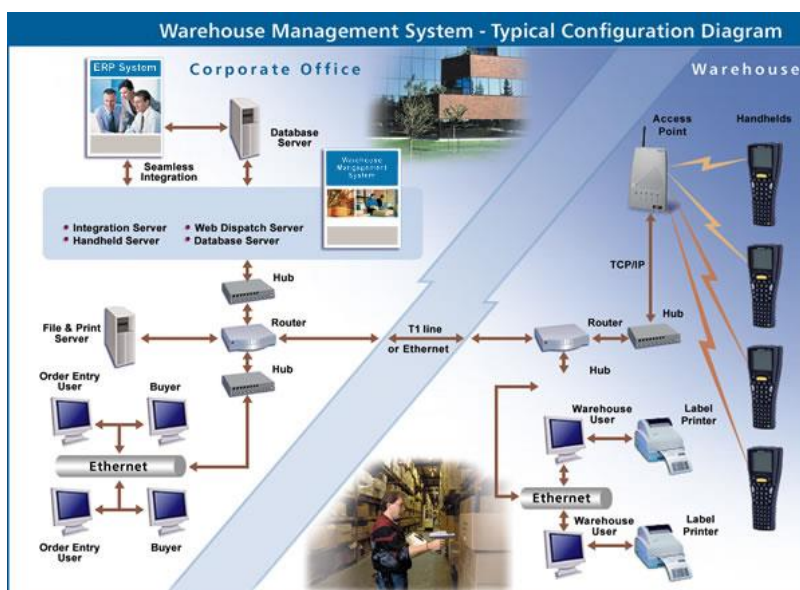 Warehouse Management System - Typical Configuration Diagram
ERP System
Corporate Office
Warehouse
Database
Server
Access
Point
Handhelds
Seamless
Integration
Warehouse
Management
System
Integration Server
Handheld Server
Web Dispatch Server
Database Server
Hub
TCP/IP
File & Print
Server
Router
T1 line
or Ethernet
Router
Hub
Hub
Hub
Order Entry
User
Buyer
Ethernet
Order Entry
User
Buyer
Warehouse
User
Label
Printer
Ethernet
Warehouse
User
Label
Printer